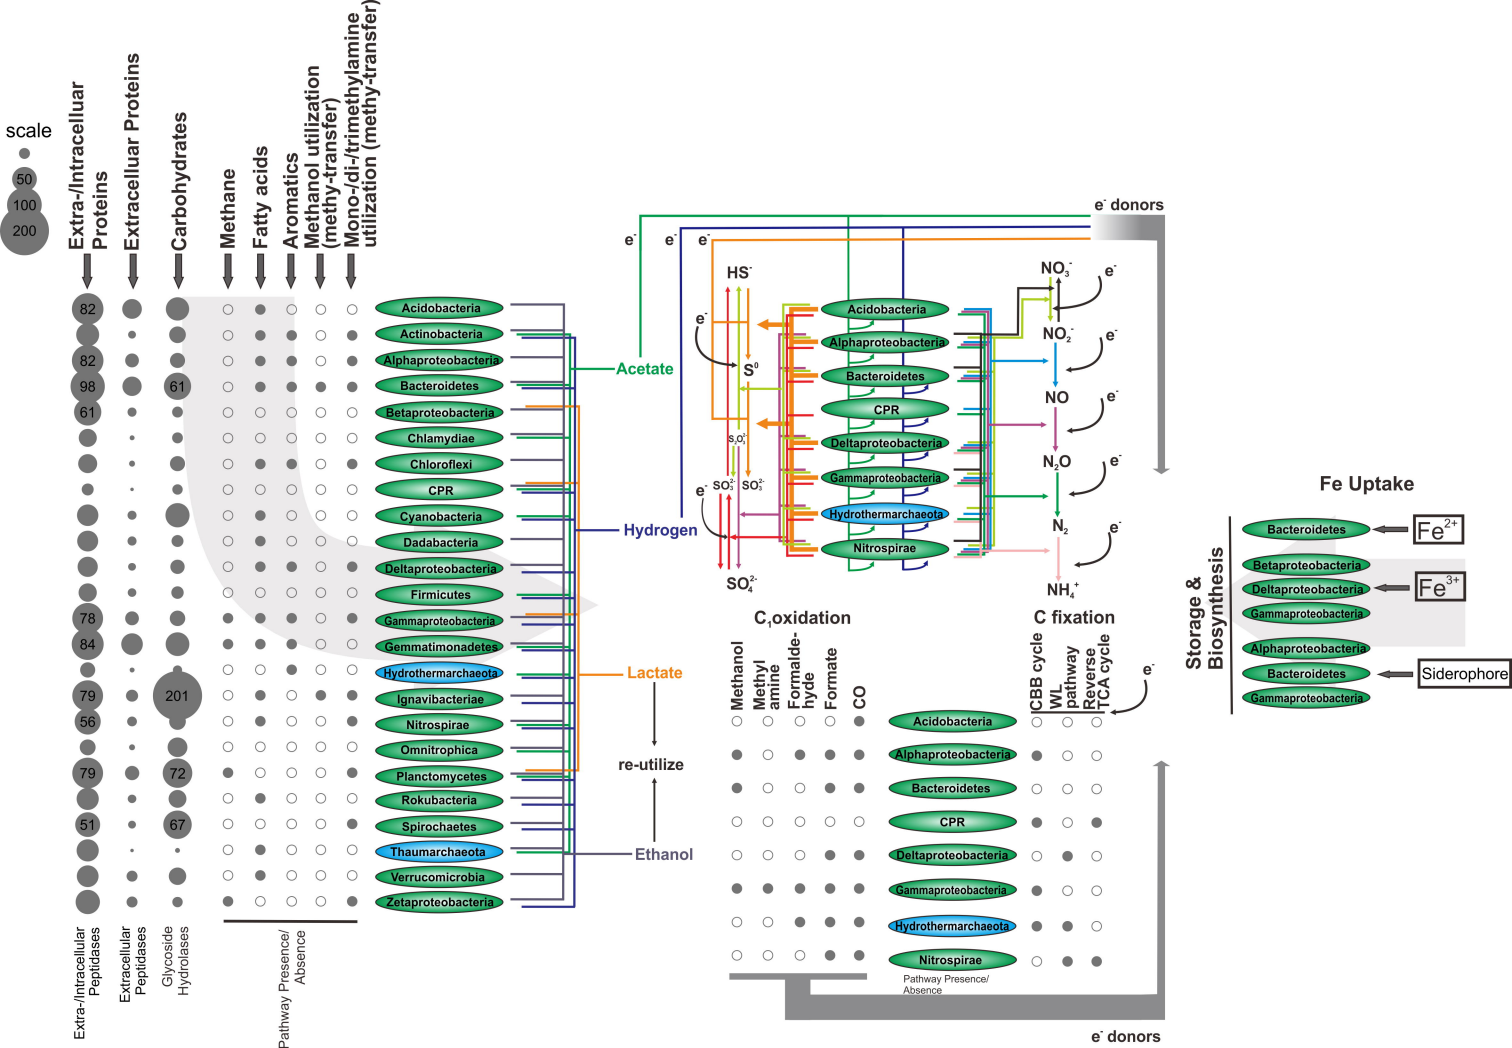 scale
50
100
200
Extra-/Intracelluar
Proteins
Extracelluar Proteins
Carbohydrates
Methane
Fatty acids
Aromatics
Methanol utilization
(methy-transfer)
Mono-/di-/trimethylamine
utilization (methy-transfer)
82
Acidobacteria
Actinobacteria
82
Alphaproteobacteria
98
61
Bacteroidetes
61
Betaproteobacteria
Chlamydiae
Chloroflexi
CPR
Cyanobacteria
Dadabacteria
Deltaproteobacteria
Firmicutes
78
Gammaproteobacteria
84
Gemmatimonadetes
Hydrothermarchaeota
79
201
Ignavibacteriae
56
Nitrospirae
Omnitrophica
79
72
Planctomycetes
Rokubacteria
51
67
Spirochaetes
Thaumarchaeota
Verrucomicrobia
Zetaproteobacteria
Extra-/Intracellular
Peptidases
Extracellular
Peptidases
Glycoside
Hydrolases
Pathway Presence/
Absence
Acetate
Hydrogen
Lactate
re-utilize
Ethanol
e⁻ donors
e⁻
e⁻
e⁻
HS⁻
e⁻
S⁰
S₂O₃²⁻
SO₃²⁻
SO₃²⁻
e⁻
SO₄²⁻
Acidobacteria
Alphaproteobacteria
Bacteroidetes
CPR
Deltaproteobacteria
Gammaproteobacteria
Hydrothermarchaeota
Nitrospirae
NO₃⁻
e⁻
NO₂⁻
e⁻
NO
e⁻
N₂O
e⁻
N₂
e⁻
NH₄⁺
C₁oxidation
C fixation
Methanol
Methyl
amine
Formalde-
hyde
Formate
CO
CBB cycle
WL
pathway
Reverse
TCA cycle
e⁻
Acidobacteria
Alphaproteobacteria
Bacteroidetes
CPR
Deltaproteobacteria
Gammaproteobacteria
Hydrothermarchaeota
Nitrospirae
Pathway Presence/
Absence
e⁻ donors
Fe Uptake
Storage &
Biosynthesis
Bacteroidetes
Fe²⁺
Betaproteobacteria
Deltaproteobacteria
Fe³⁺
Gammaproteobacteria
Alphaproteobacteria
Bacteroidetes
Siderophore
Gammaproteobacteria